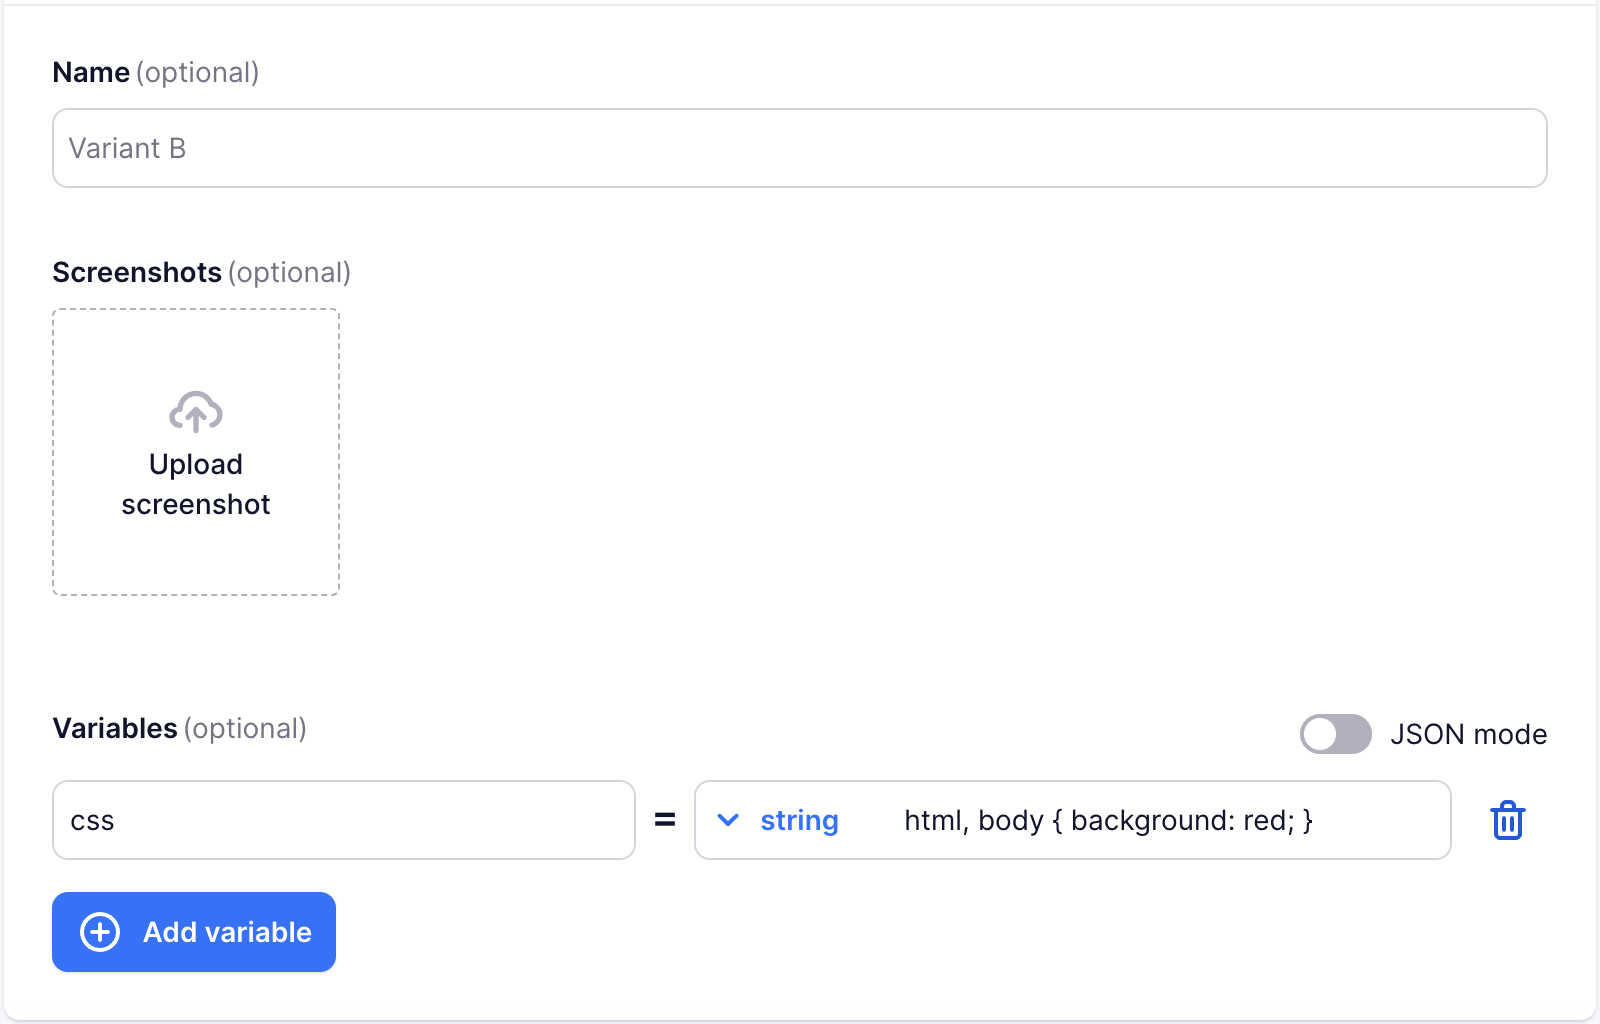 Name (optional)
Variant B
Screenshots (optional)
Upload
screenshot
Variables (optional)
JSON mode
css = string html, body { background: red; }
Add variable